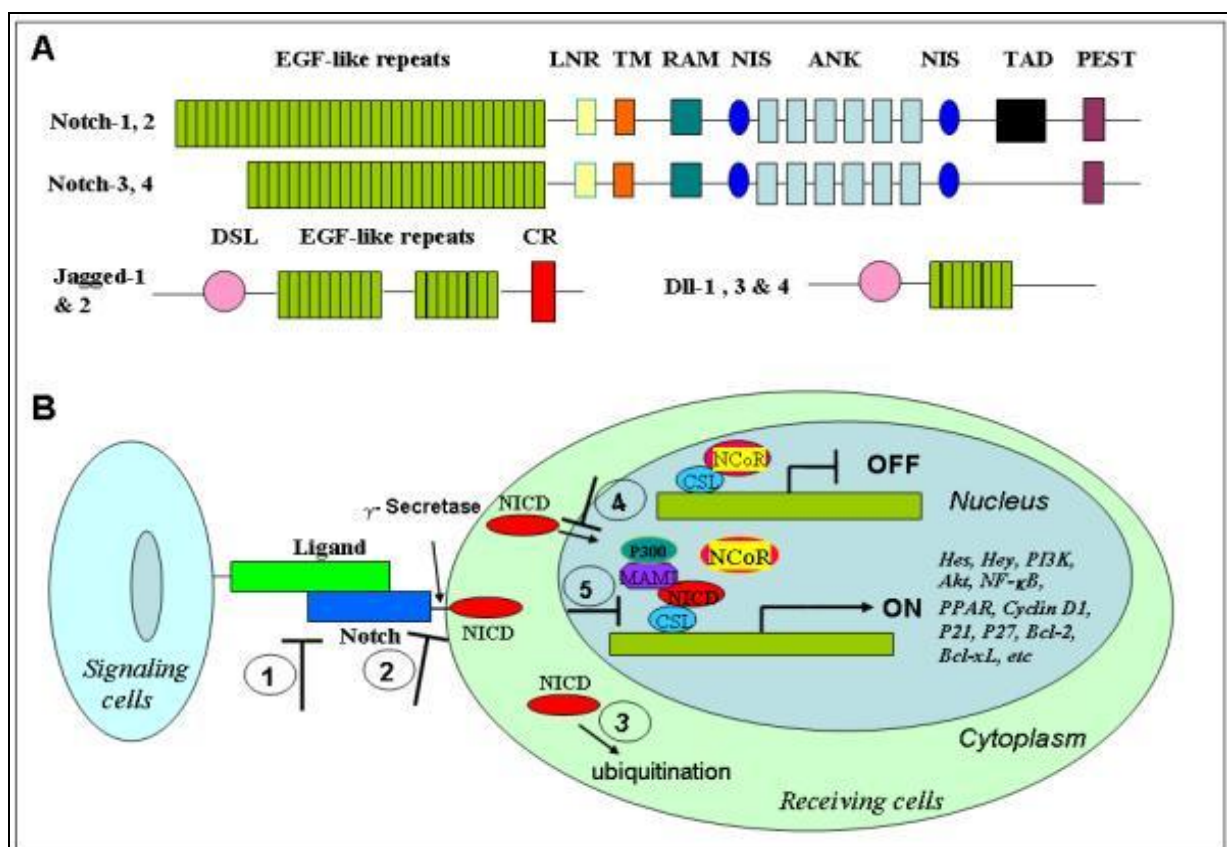 A
EGF-like repeats
LNR TM RAM NIS ANK NIS TAD PEST
Notch-1, 2
Notch-3, 4
DSL EGF-like repeats CR
Jagged-1
& 2
Dll-1 , 3 & 4
B
NCoR
CSL
OFF
Nucleus
γ- Secretase
NICD
4
Ligand
P300
MAMI
NCoR
NICD
CSL
5
ON
Hes, Hey, PI3K,
Akt, NF-κB,
PPAR, Cyclin D1,
P21, P27, Bcl-2,
Bcl-xL, etc
Notch
NICD
1
2
Signaling
cells
NICD
3
ubiquitination
Cytoplasm
Receiving cells